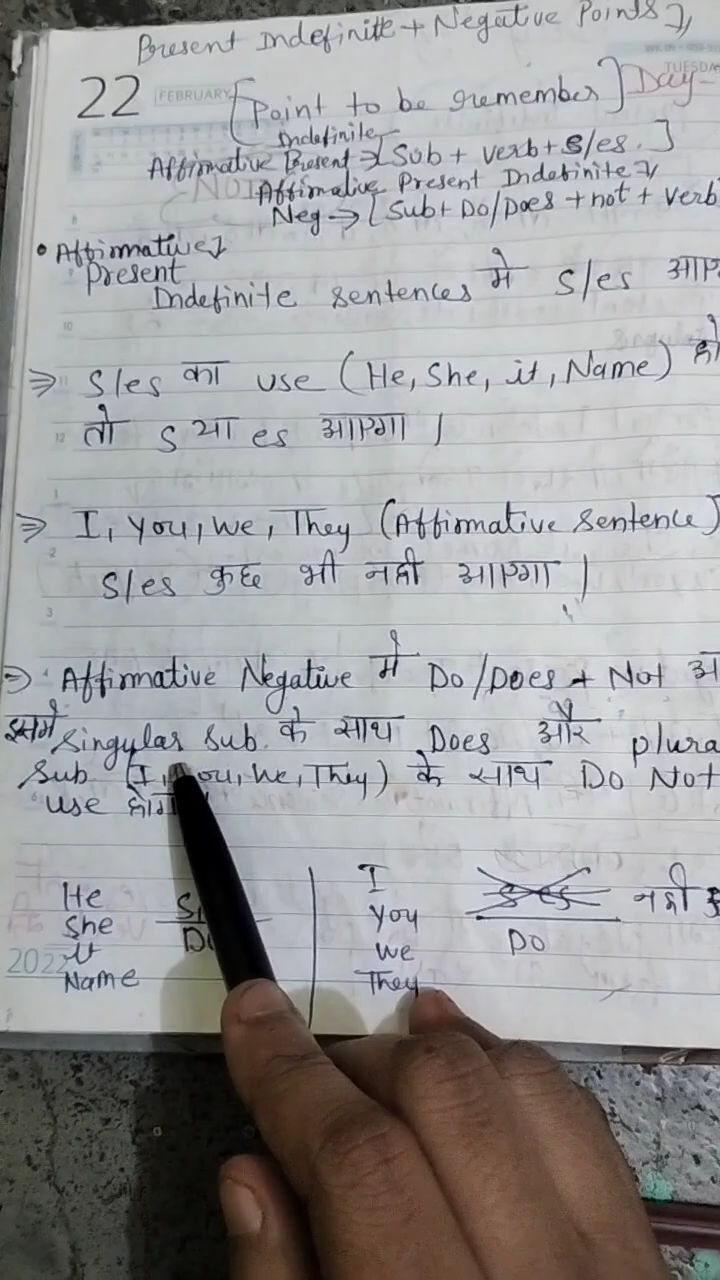 Present Indefinite + Negative Points
22 FEBRUARY [Point to be remember] Day-
TUESDAY
Indefinite
Affirmative Present → [Sub + verb + s/es.]
Affirmative Present Indefinite
Neg → [Sub + Do/Does + not + verb
• Affirmative
Present
Indefinite sentences मे s/es
⇒ S/es का use (He, She, it, Name) हो
तो s या es आएगा |
⇒ I, you, we, They (Affirmative sentence)
S/es कुछ भी नही आएगा |
⇒ Affirmative Negative मे Do/Does + Not
इसमे Singular Sub. के साथ Does और plura
Sub (I, you, we, They) के साथ Do Not
use
He
She
It
Name
I
you
we
They
s es नही
Do
2022